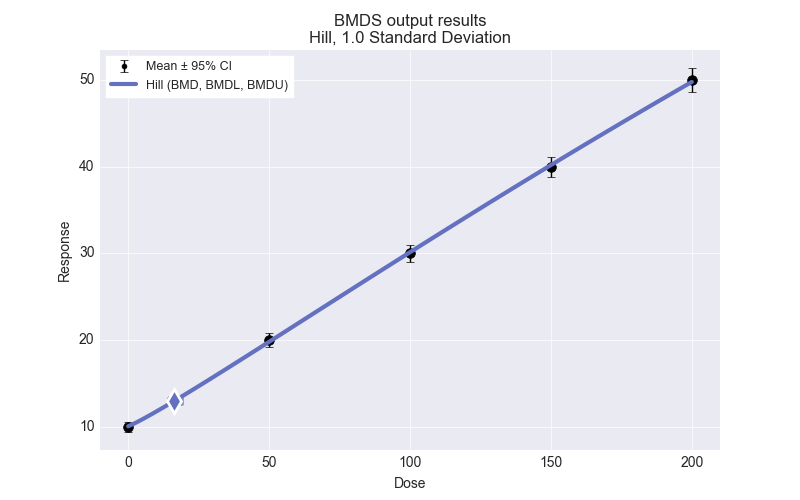 BMDS output results
Hill, 1.0 Standard Deviation
Mean ± 95% CI
Hill (BMD, BMDL, BMDU)
Response
50
40
30
20
10
0
50
100
150
200
Dose